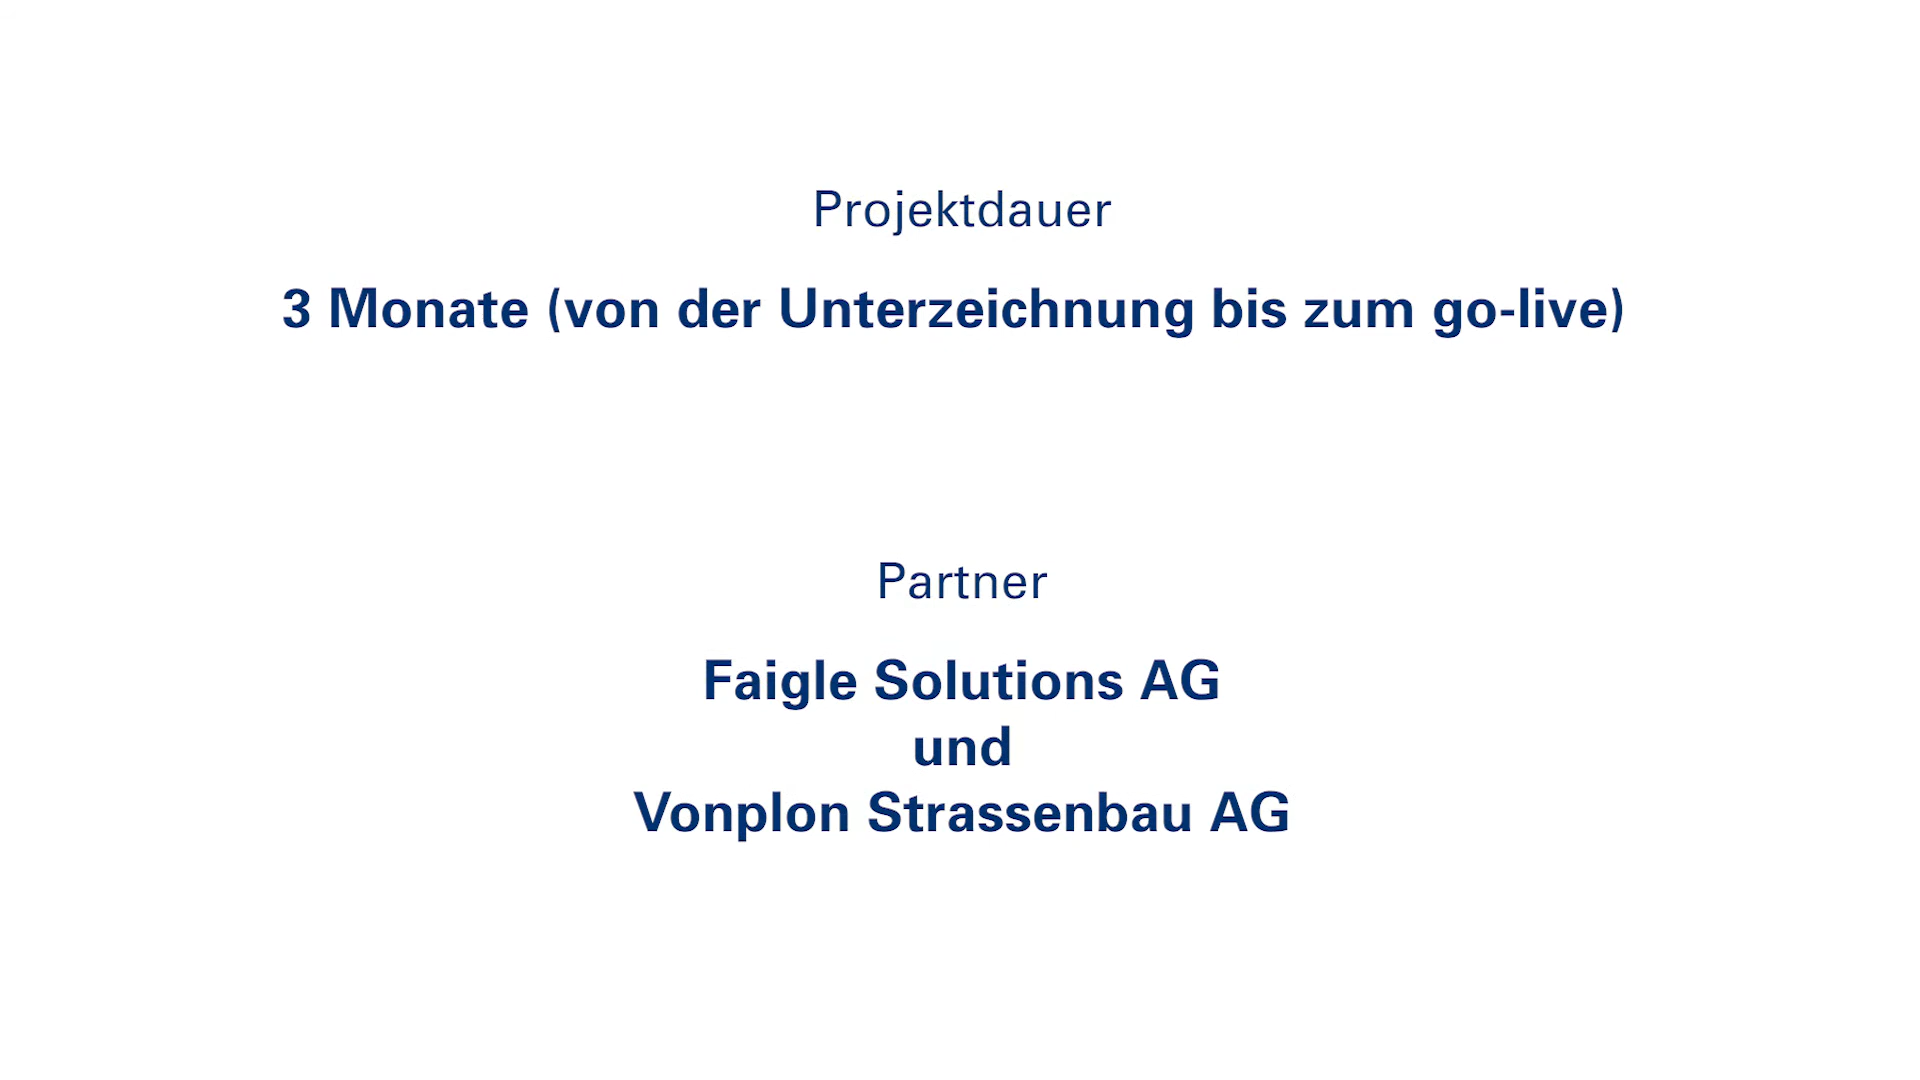 Projektdauer
3 Monate (von der Unterzeichnung bis zum go-live)
Partner
Faigle Solutions AG
und
Vonplon Strassenbau AG